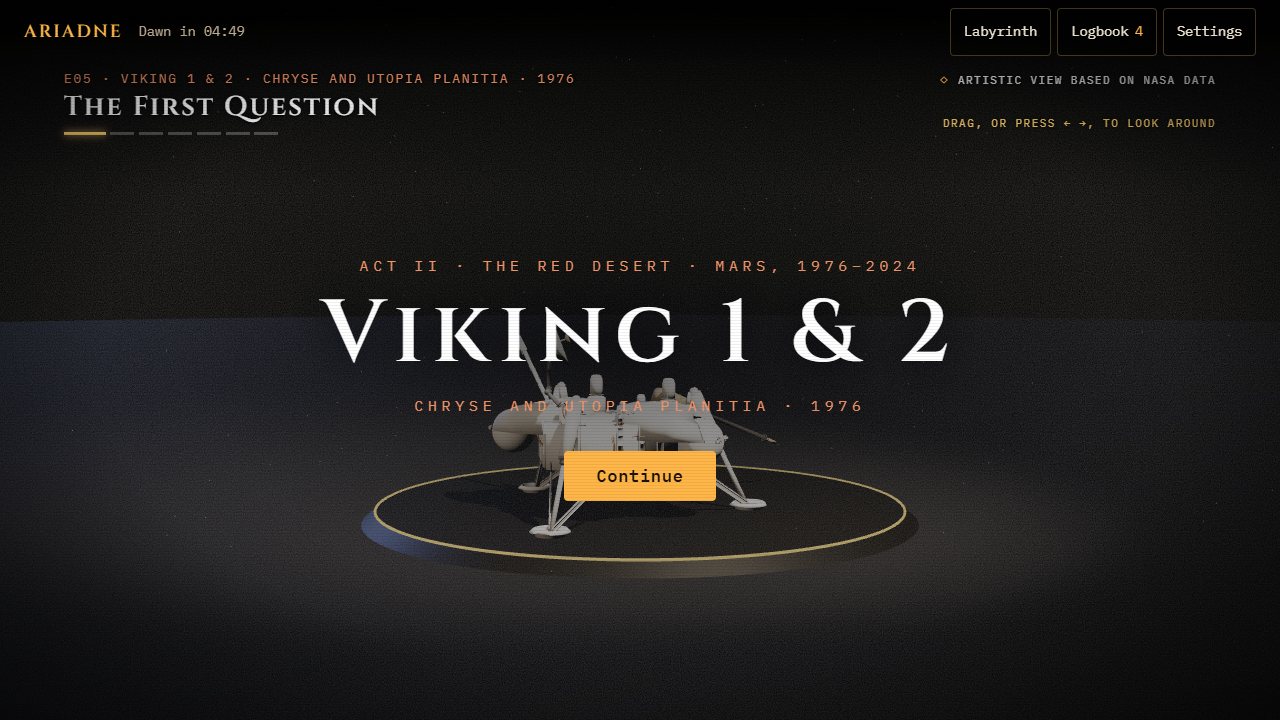 ARIADNE Dawn in 04:49 Labyrinth Logbook 4 Settings
E05 · VIKING 1 & 2 · CHRYSE AND UTOPIA PLANITIA · 1976
The First Question
◇ ARTISTIC VIEW BASED ON NASA DATA
DRAG, OR PRESS ← →, TO LOOK AROUND
ACT II · THE RED DESERT · MARS, 1976–2024
Viking 1 & 2
CHRYSE AND UTOPIA PLANITIA · 1976
Continue